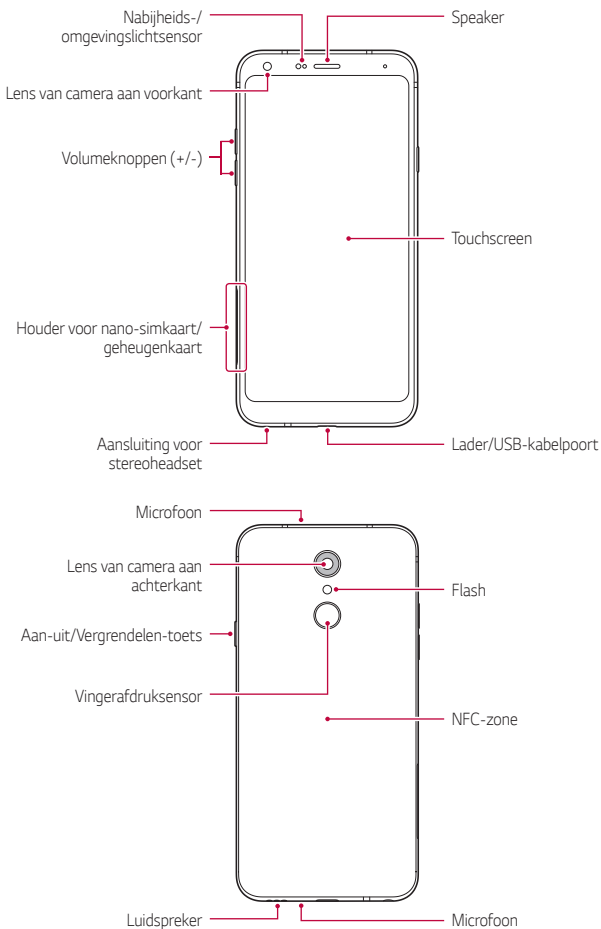 Nabijheids-/
omgevingslichtsensor
Speaker
Lens van camera aan voorkant
Volumeknoppen (+/-)
Touchscreen
Houder voor nano-simkaart/
geheugenkaart
Aansluiting voor
stereoheadset
Lader/USB-kabelpoort
Microfoon
Lens van camera aan
achterkant
Flash
Aan-uit/Vergrendelen-toets
Vingerafdruksensor
NFC-zone
Luidspreker
Microfoon